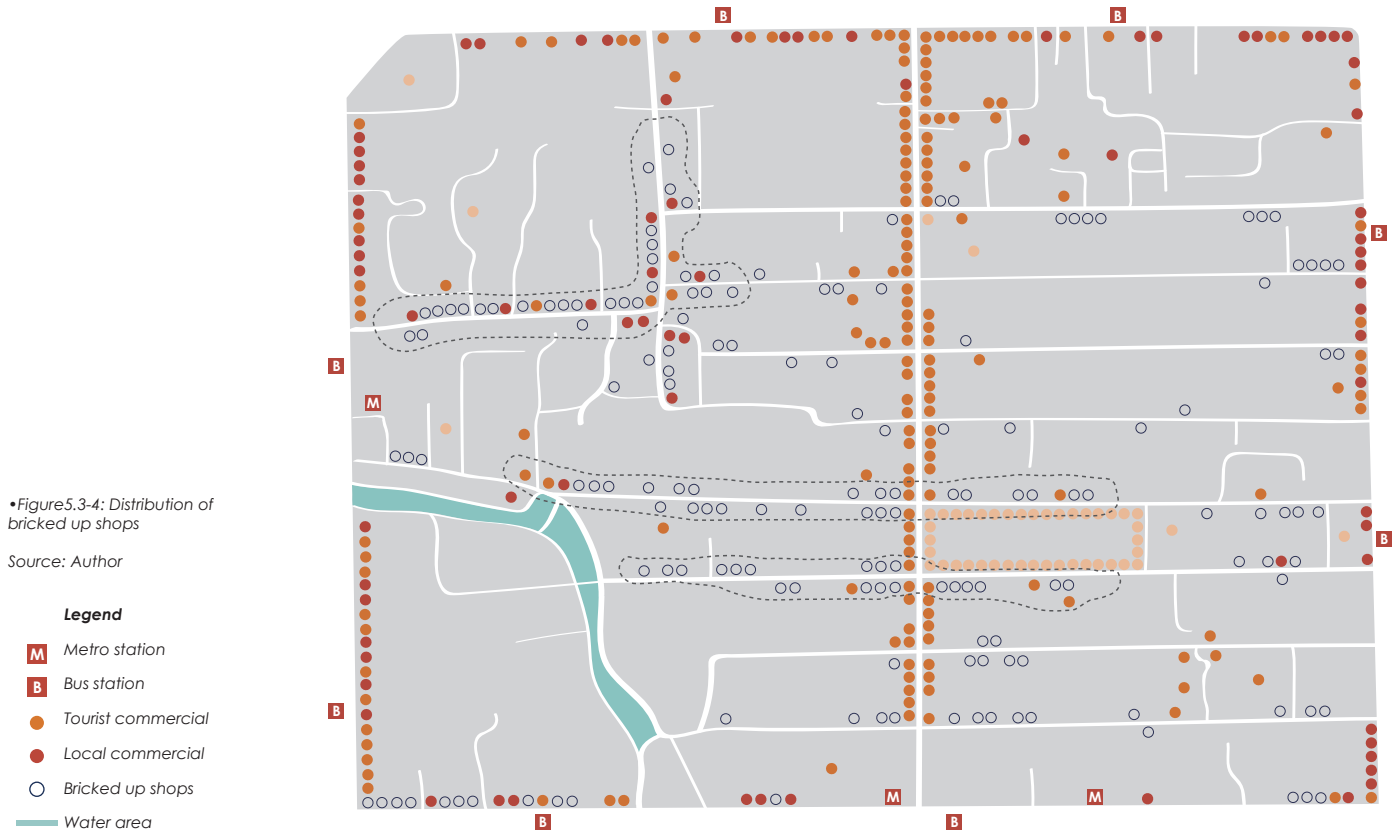 B
B
B
B
M
•Figure5.3-4: Distribution of
bricked up shops
Source: Author
B
Legend
M Metro station
B Bus station
B
Tourist commercial
Local commercial
Bricked up shops
M
M
Water area
B
B